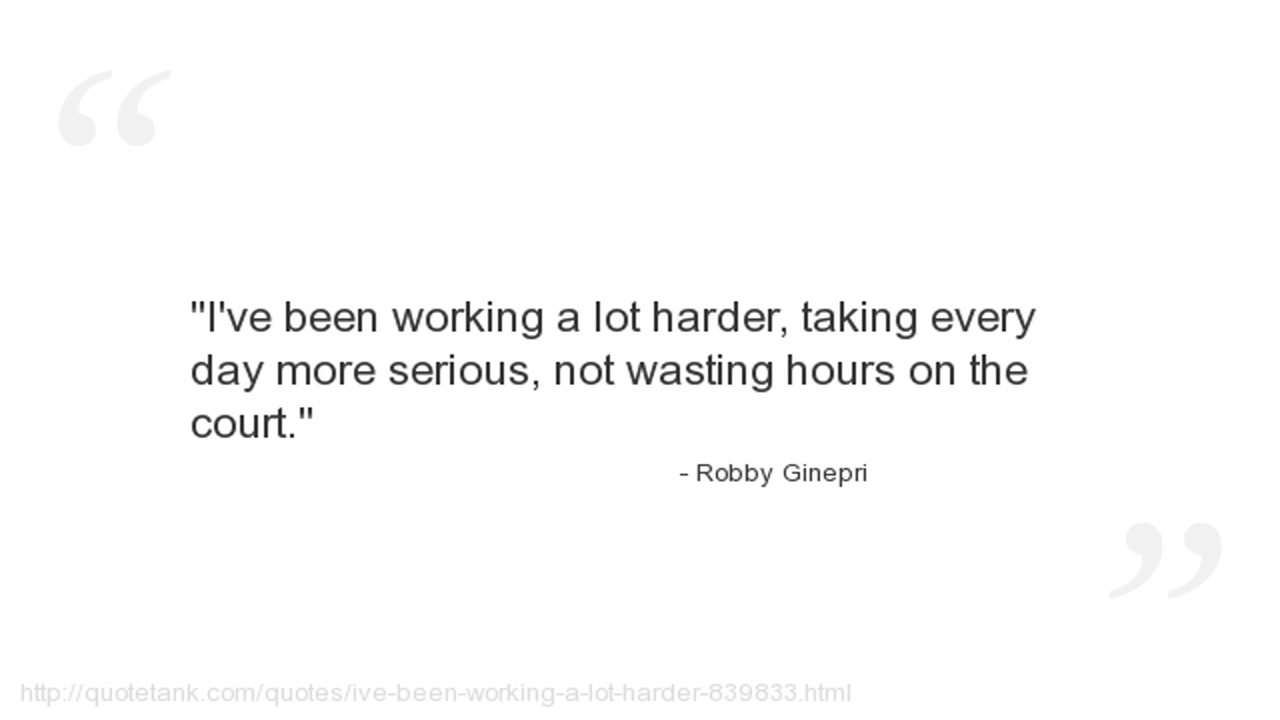 "I've been working a lot harder, taking every
day more serious, not wasting hours on the
court."
- Robby Ginepri
http://quotetank.com/quotes/ive-been-working-a-lot-harder-839833.html